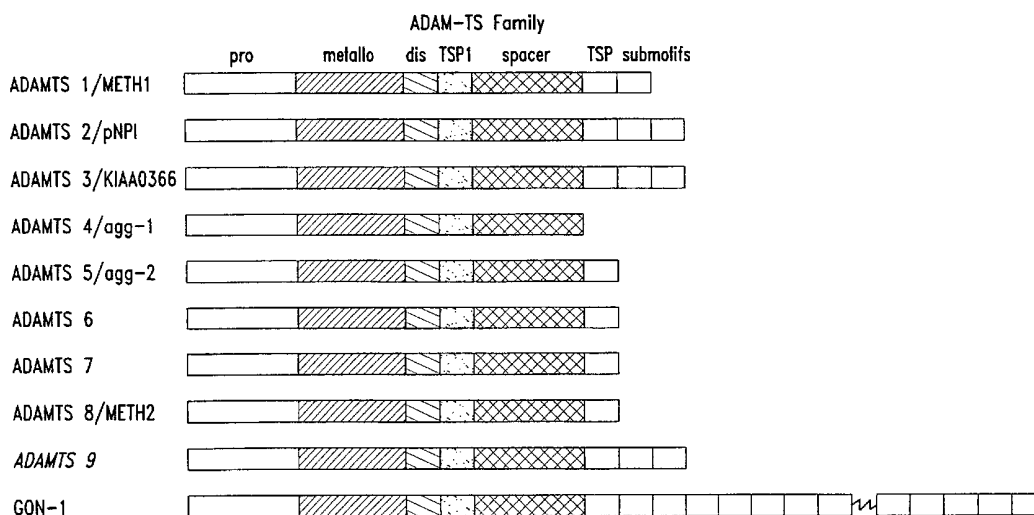 ADAM-TS Family
pro metallo dis TSP1 spacer TSP submotifs
ADAMTS 1/METH1
ADAMTS 2/pNPI
ADAMTS 3/KIAA0366
ADAMTS 4/agg-1
ADAMTS 5/agg-2
ADAMTS 6
ADAMTS 7
ADAMTS 8/METH2
ADAMTS 9
GON-1